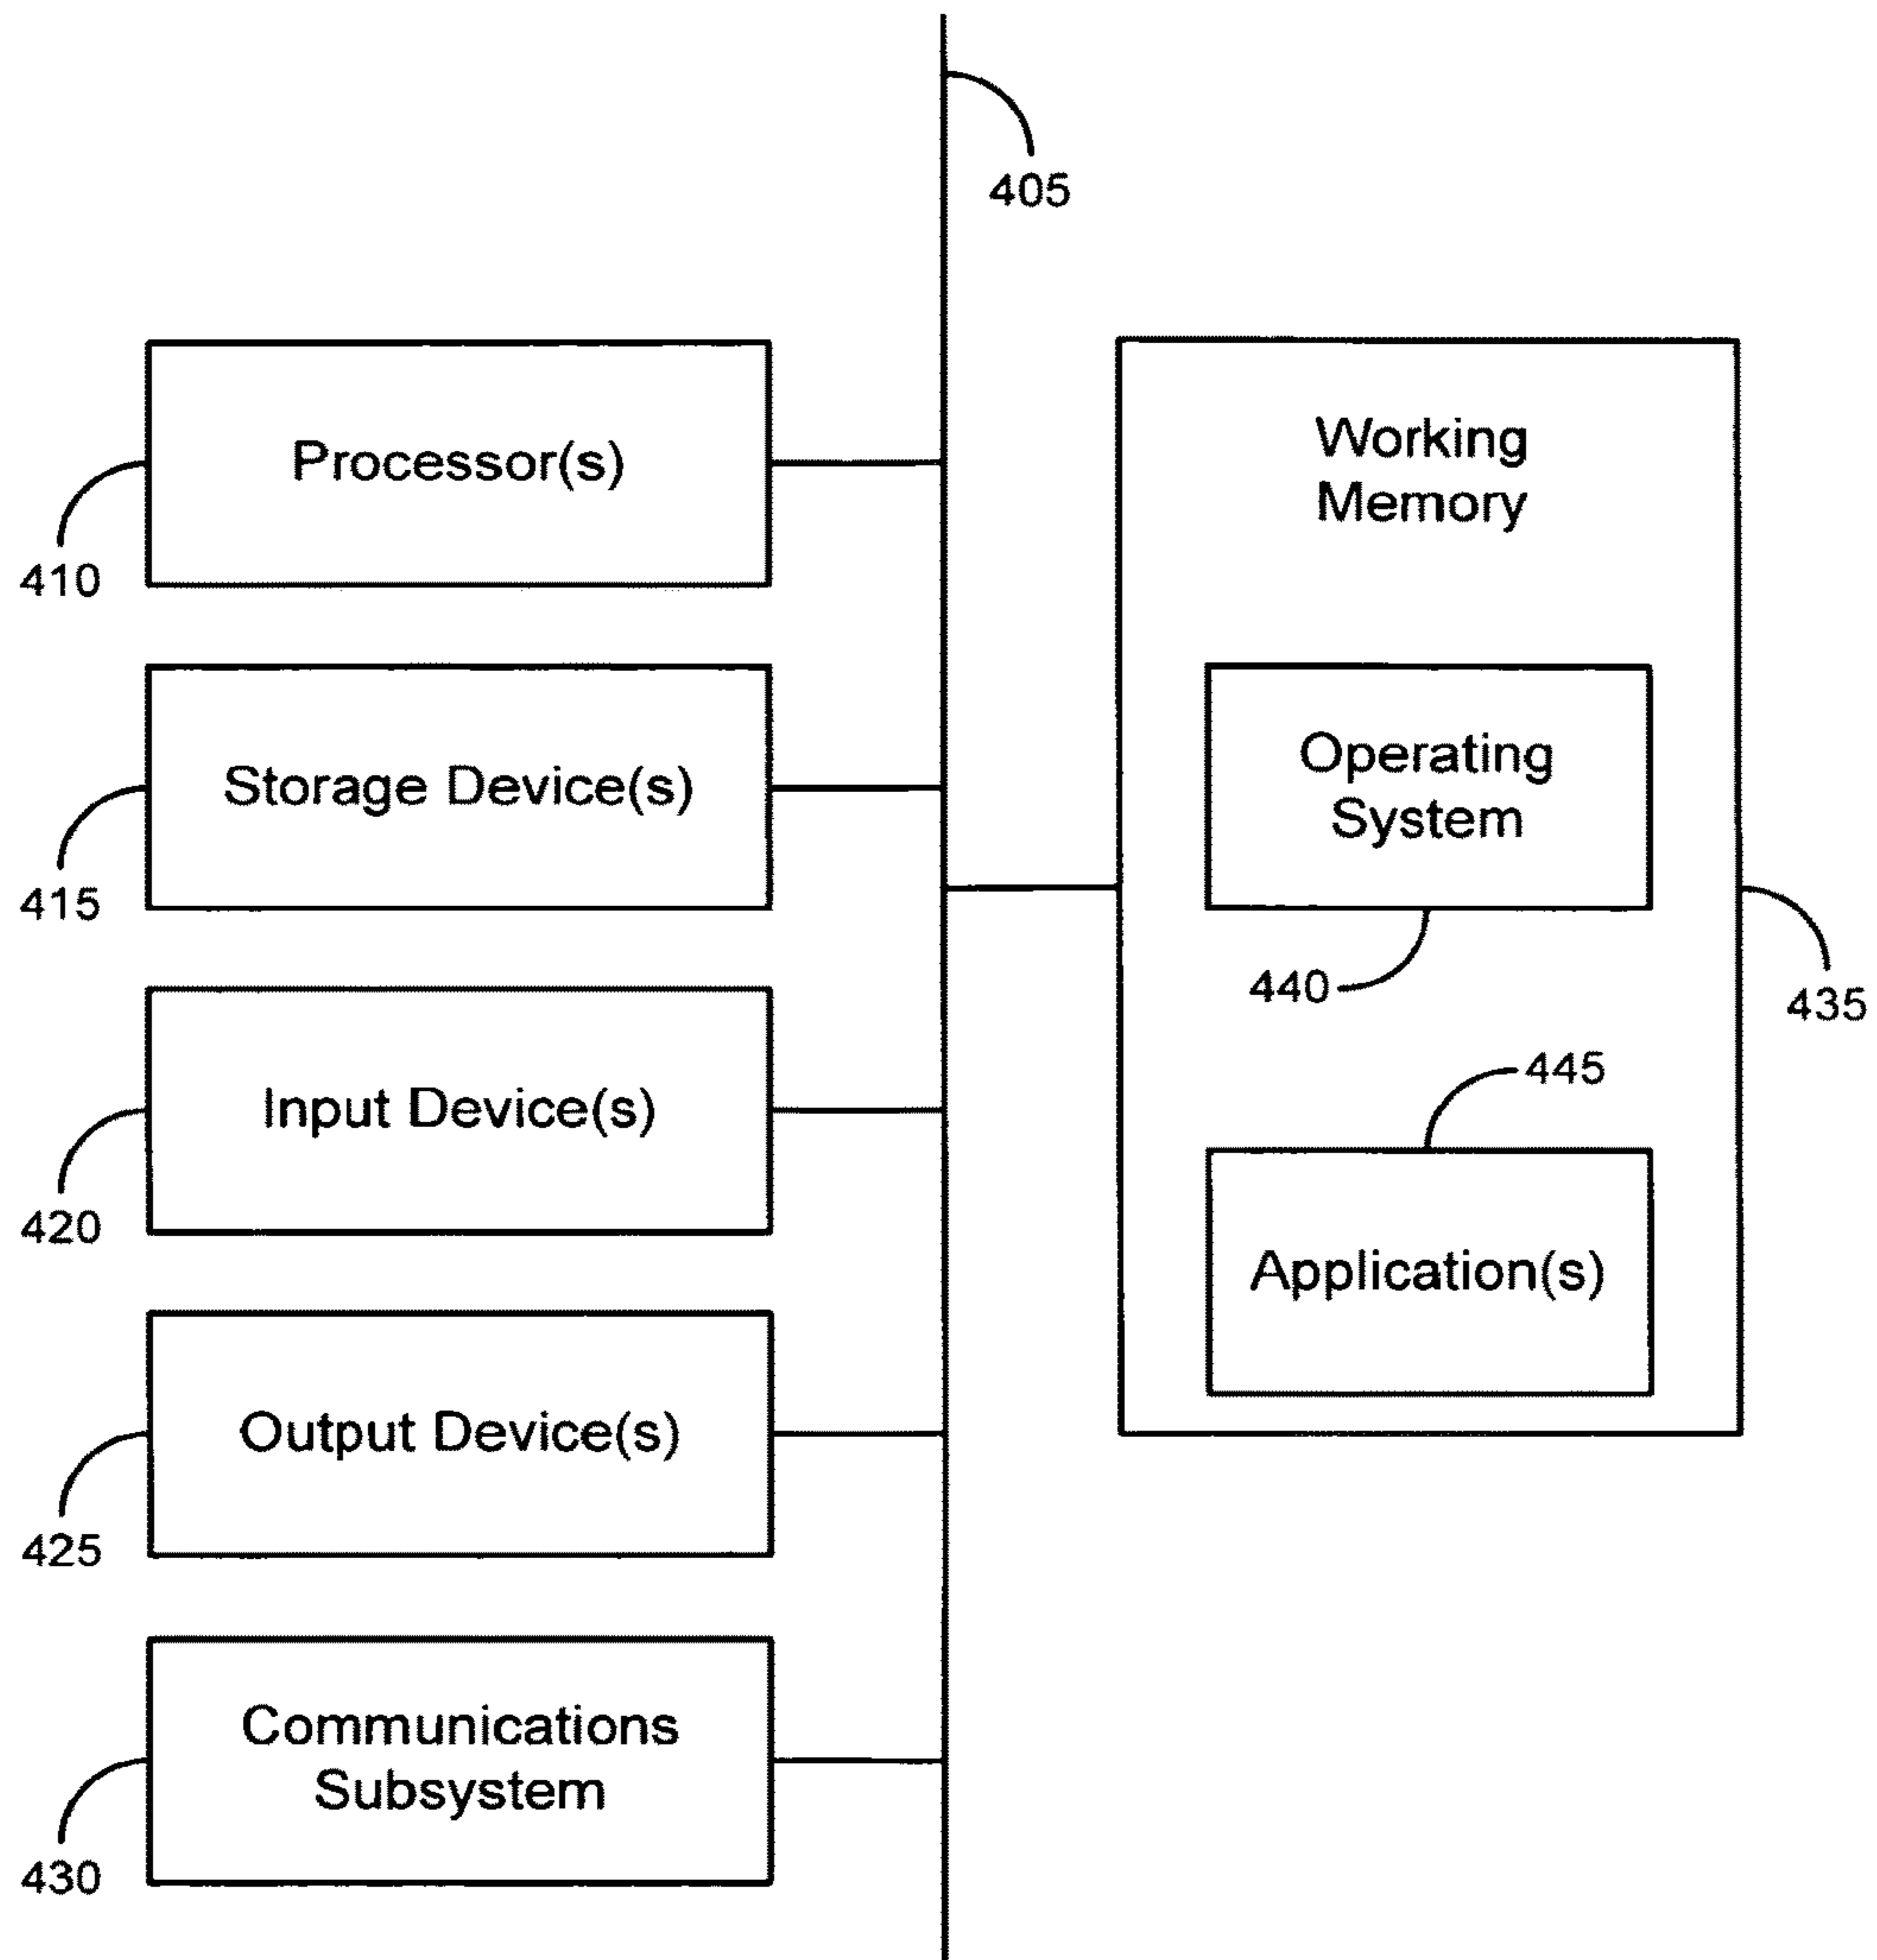 405
Processor(s)
410
Storage Device(s)
415
Input Device(s)
420
Output Device(s)
425
Communications
Subsystem
430
Working
Memory
Operating
System
440
435
445
Application(s)